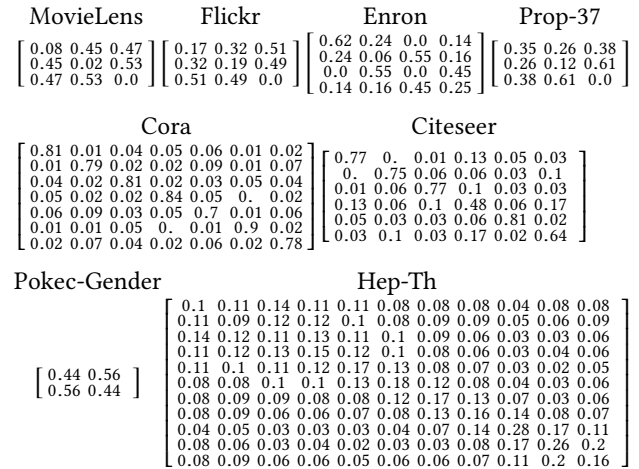 MovieLens Flickr Enron Prop-37
0.08 0.45 0.47
0.45 0.02 0.53
0.47 0.53 0.0
0.17 0.32 0.51
0.32 0.19 0.49
0.51 0.49 0.0
0.62 0.24 0.0 0.14
0.24 0.06 0.55 0.16
0.0 0.55 0.0 0.45
0.14 0.16 0.45 0.25
0.35 0.26 0.38
0.26 0.12 0.61
0.38 0.61 0.0
Cora Citeseer
0.81 0.01 0.04 0.05 0.06 0.01 0.02
0.01 0.79 0.02 0.02 0.09 0.01 0.07
0.04 0.02 0.81 0.02 0.03 0.05 0.04
0.05 0.02 0.02 0.84 0.05 0. 0.02
0.06 0.09 0.03 0.05 0.7 0.01 0.06
0.01 0.01 0.05 0. 0.01 0.9 0.02
0.02 0.07 0.04 0.02 0.06 0.02 0.78
0.77 0. 0.01 0.13 0.05 0.03
0. 0.75 0.06 0.06 0.03 0.1
0.01 0.06 0.77 0.1 0.03 0.03
0.13 0.06 0.1 0.48 0.06 0.17
0.05 0.03 0.03 0.06 0.81 0.02
0.03 0.1 0.03 0.17 0.02 0.64
Pokec-Gender Hep-Th
0.44 0.56
0.56 0.44
0.1 0.11 0.14 0.11 0.11 0.08 0.08 0.08 0.04 0.08 0.08
0.11 0.09 0.12 0.12 0.1 0.08 0.09 0.09 0.05 0.06 0.09
0.14 0.12 0.11 0.13 0.11 0.1 0.09 0.06 0.03 0.03 0.06
0.11 0.12 0.13 0.15 0.12 0.1 0.08 0.06 0.03 0.04 0.06
0.11 0.1 0.11 0.12 0.17 0.13 0.08 0.07 0.03 0.02 0.05
0.08 0.08 0.1 0.1 0.13 0.18 0.12 0.08 0.04 0.03 0.06
0.08 0.09 0.09 0.08 0.08 0.12 0.17 0.13 0.07 0.03 0.06
0.08 0.09 0.06 0.06 0.07 0.08 0.13 0.16 0.14 0.08 0.07
0.04 0.05 0.03 0.03 0.03 0.04 0.07 0.14 0.28 0.17 0.11
0.08 0.06 0.03 0.04 0.02 0.03 0.03 0.08 0.17 0.26 0.2
0.08 0.09 0.06 0.06 0.05 0.06 0.06 0.07 0.11 0.2 0.16